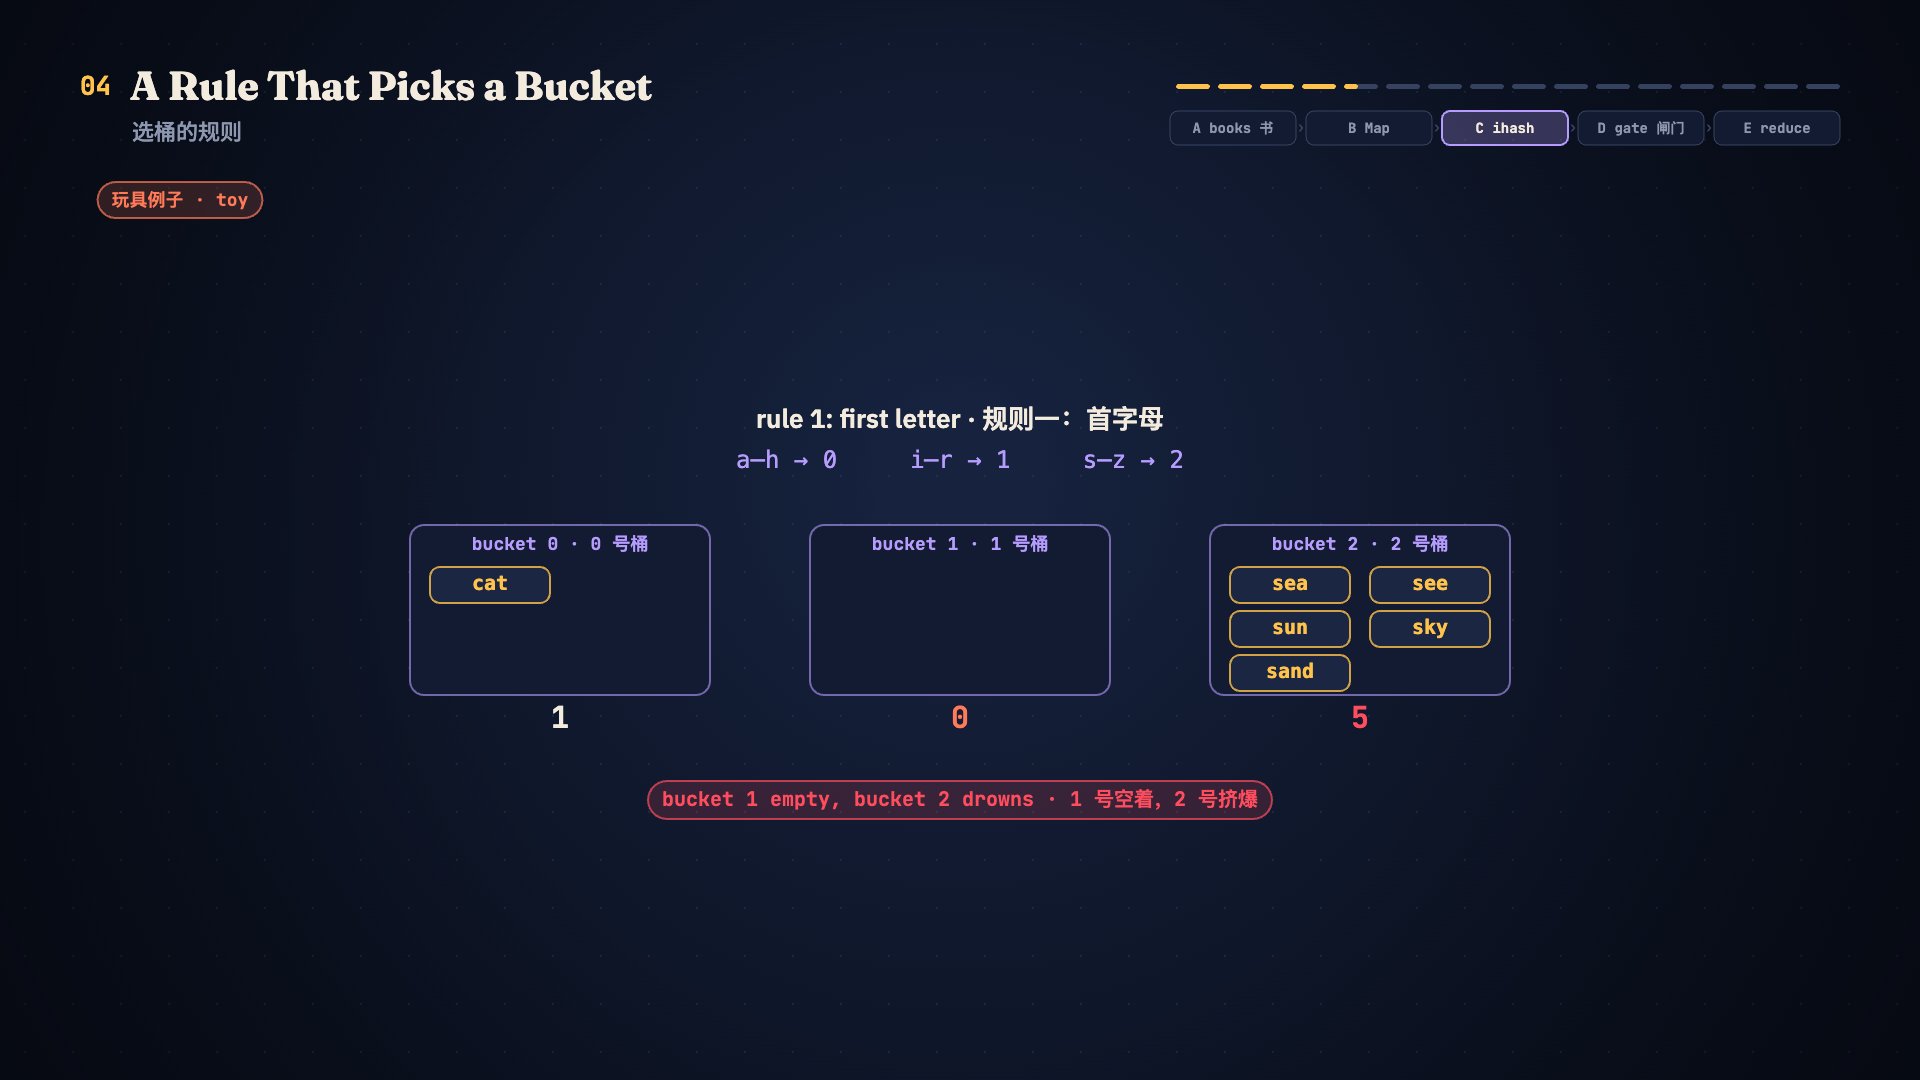 04 A Rule That Picks a Bucket
选桶的规则
A books 书 › B Map › C ihash › D gate 闸门 › E reduce
玩具例子 · toy
rule 1: first letter · 规则一：首字母
a–h → 0 i–r → 1 s–z → 2
bucket 0 · 0 号桶
cat
1
bucket 1 · 1 号桶
0
bucket 2 · 2 号桶
sea see
sun sky
sand
5
bucket 1 empty, bucket 2 drowns · 1 号空着，2 号挤爆